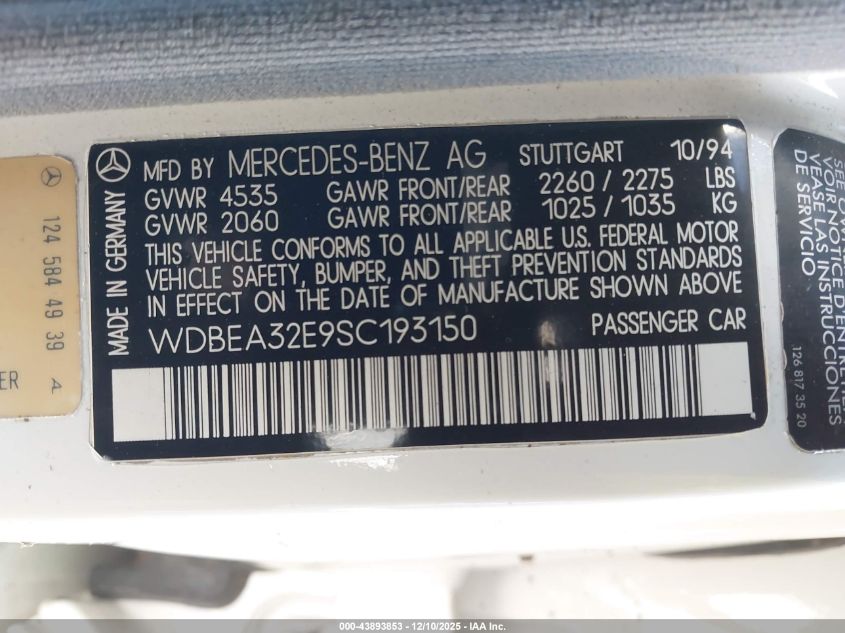 MFD BY MERCEDES-BENZ AG STUTTGART 10/94
GVWR 4535 GAWR FRONT/REAR 2260 / 2275 LBS
GVWR 2060 GAWR FRONT/REAR 1025 / 1035 KG
THIS VEHICLE CONFORMS TO ALL APPLICABLE U.S. FEDERAL MOTOR
VEHICLE SAFETY, BUMPER, AND THEFT PREVENTION STANDARDS
IN EFFECT ON THE DATE OF MANUFACTURE SHOWN ABOVE
WDBEA32E9SC193150 PASSENGER CAR
MADE IN GERMANY
124 584 49 39 A
VOIR NOTICE
VEASE LAS IN
DE SERVICIO
126 817 35 20
000-43893853 - 12/10/2025 - IAA Inc.